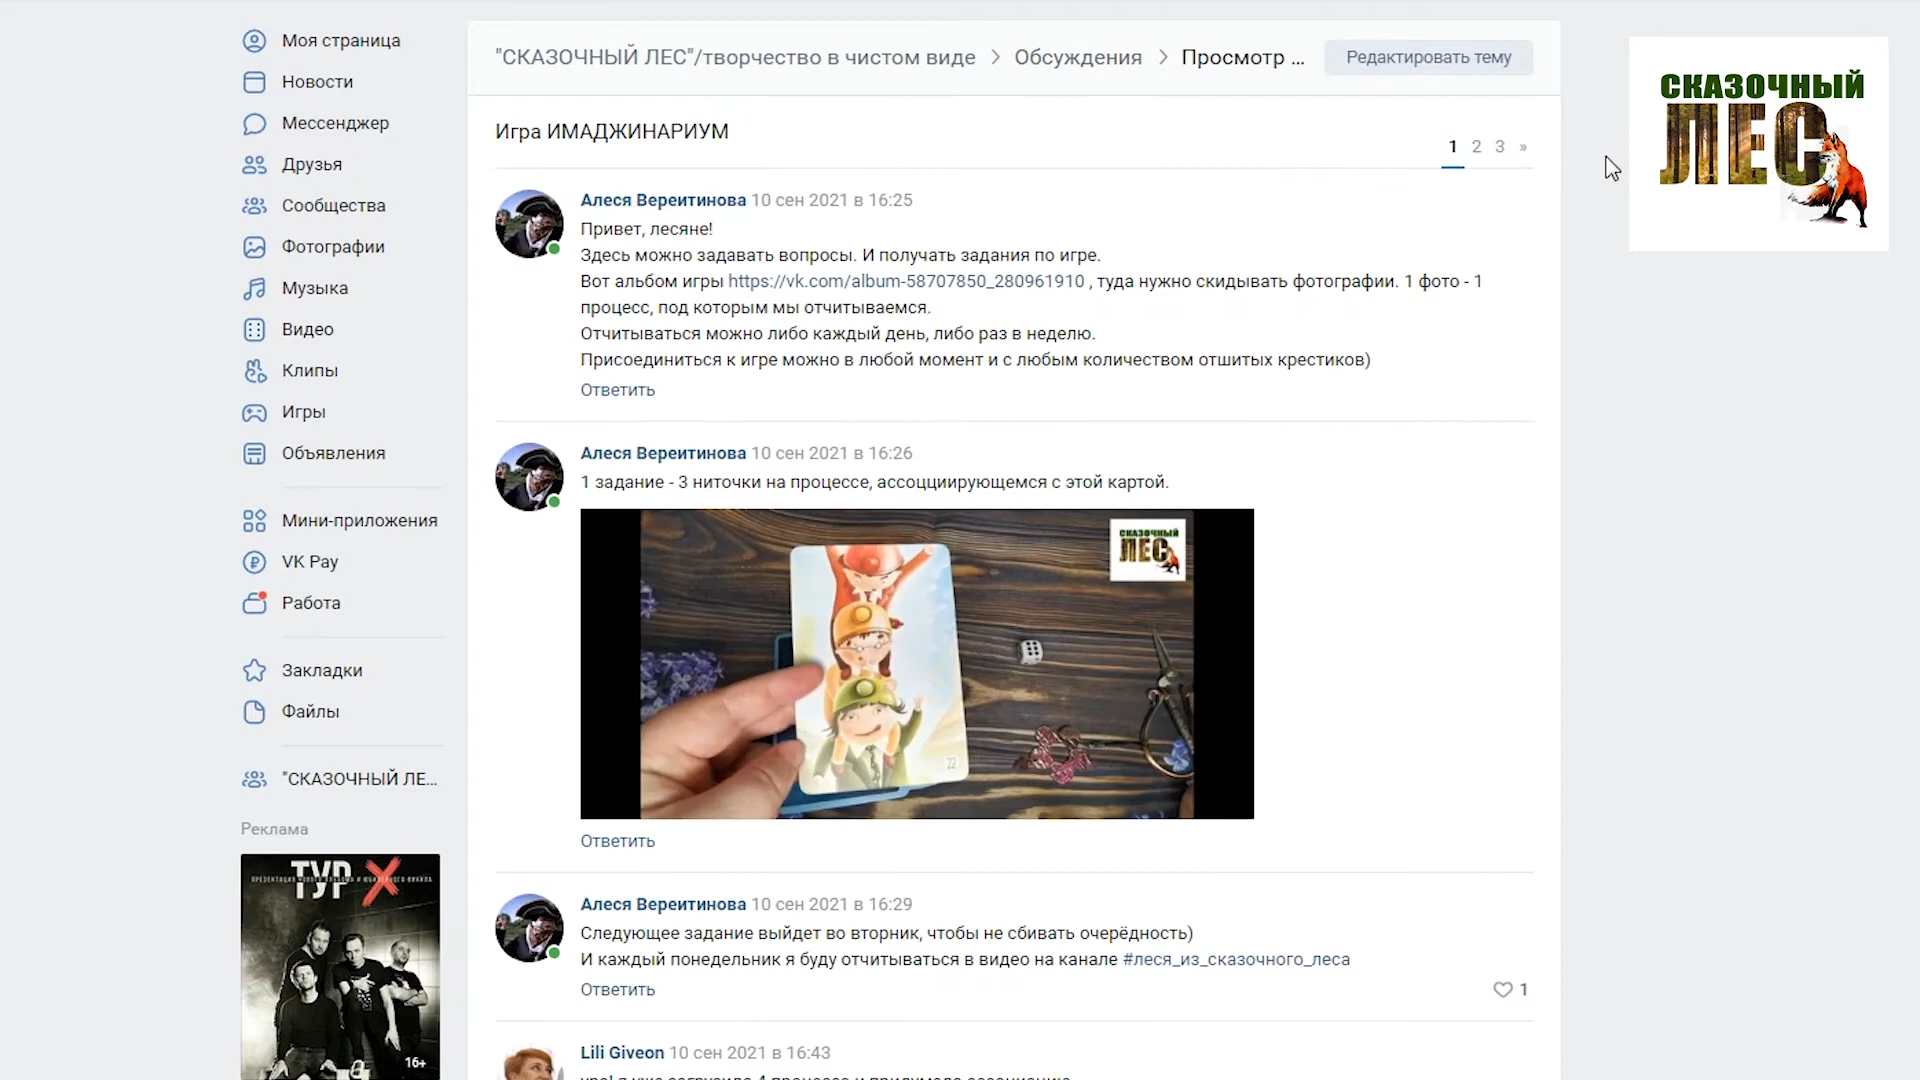 Моя страница
Новости
Мессенджер
Друзья
Сообщества
Фотографии
Музыка
Видео
Клипы
Игры
Объявления
Мини-приложения
VK Pay
Работа
Закладки
Файлы
"СКАЗОЧНЫЙ ЛЕ...
Реклама
ТУР X
16+
"СКАЗОЧНЫЙ ЛЕС"/творчество в чистом виде > Обсуждения > Просмотр ...
Редактировать тему
Игра ИМАДЖИНАРИУМ
1 2 3 »
Алеся Вереитинова 10 сен 2021 в 16:25
Привет, лесяне!
Здесь можно задавать вопросы. И получать задания по игре.
Вот альбом игры https://vk.com/album-58707850_280961910 , туда нужно скидывать фотографии. 1 фото - 1
процесс, под которым мы отчитываемся.
Отчитываться можно либо каждый день, либо раз в неделю.
Присоединиться к игре можно в любой момент и с любым количеством отшитых крестиков)
Ответить
Алеся Вереитинова 10 сен 2021 в 16:26
1 задание - 3 ниточки на процессе, ассоцциирующемся с этой картой.
СКАЗОЧНЫЙ
ЛЕС
22
Ответить
Алеся Вереитинова 10 сен 2021 в 16:29
Следующее задание выйдет во вторник, чтобы не сбивать очерёдность)
И каждый понедельник я буду отчитываться в видео на канале #леся_из_сказочного_леса
Ответить
1
Lili Giveon 10 сен 2021 в 16:43
СКАЗОЧНЫЙ
ЛЕС